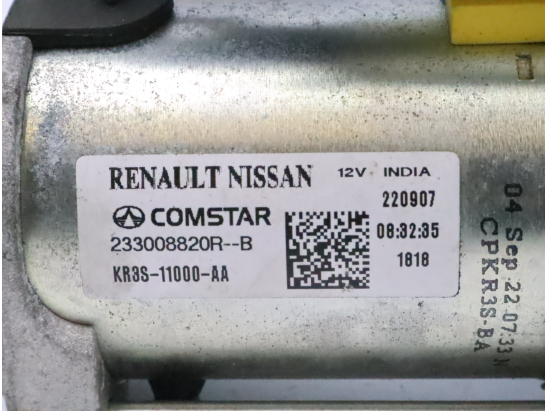 RENAULT NISSAN 12V INDIA
COMSTAR 220907
233008820R--B 08:32:35
KR3S-11000-AA 1818
04 Sep 22 07:33
CPKR3S-BA